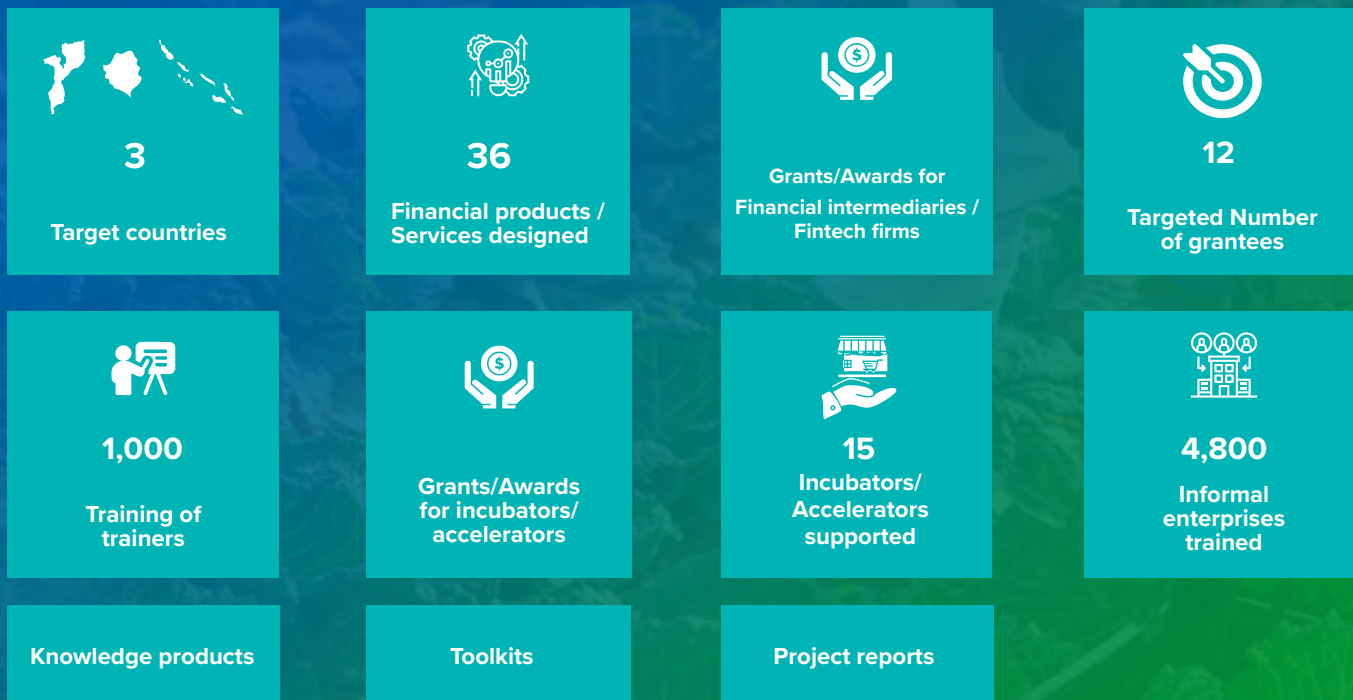 3
Target countries
36
Financial products /
Services designed
$
Grants/Awards for
Financial intermediaries /
Fintech firms
12
Targeted Number
of grantees
1,000
Training of
trainers
$
Grants/Awards
for incubators/
accelerators
15
Incubators/
Accelerators
supported
4,800
Informal
enterprises
trained
Knowledge products
Toolkits
Project reports